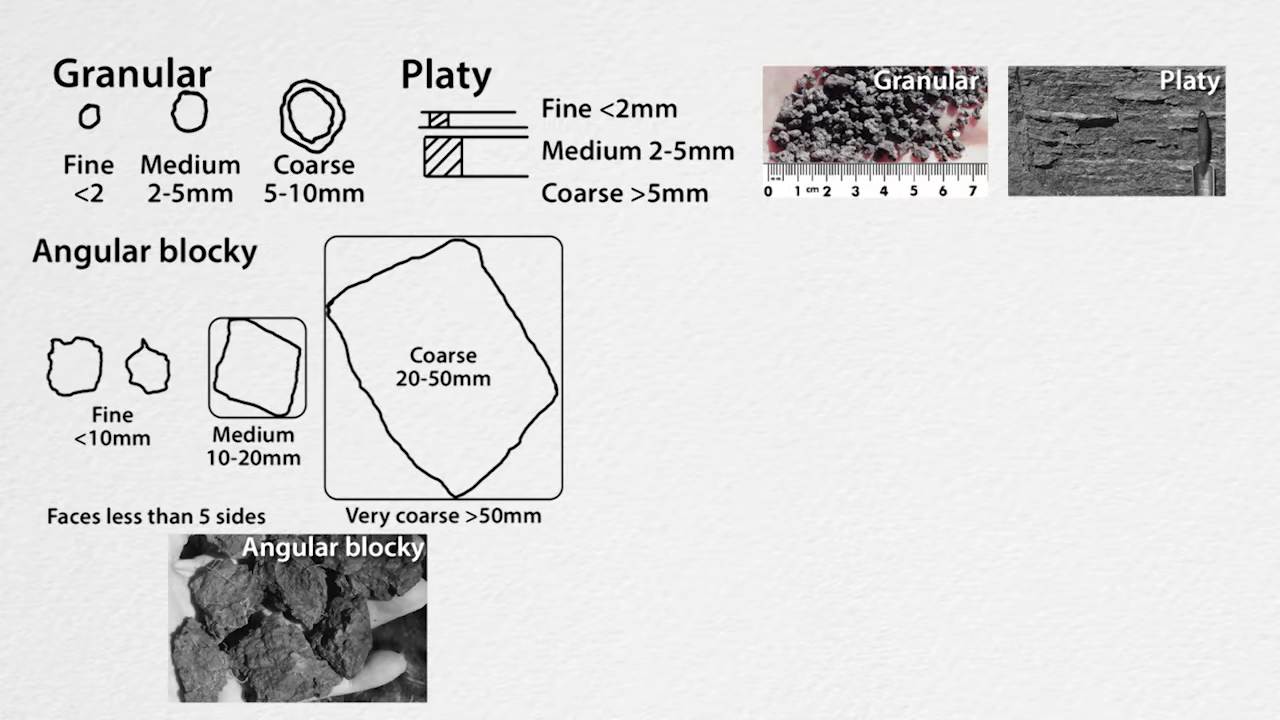 Granular
Fine
<2
Medium
2-5mm
Coarse
5-10mm
Platy
Fine <2mm
Medium 2-5mm
Coarse >5mm
Granular
0 1 cm 2 3 4 5 6 7
Platy
Angular blocky
Fine
<10mm
Medium
10-20mm
Coarse
20-50mm
Faces less than 5 sides
Very coarse >50mm
Angular blocky